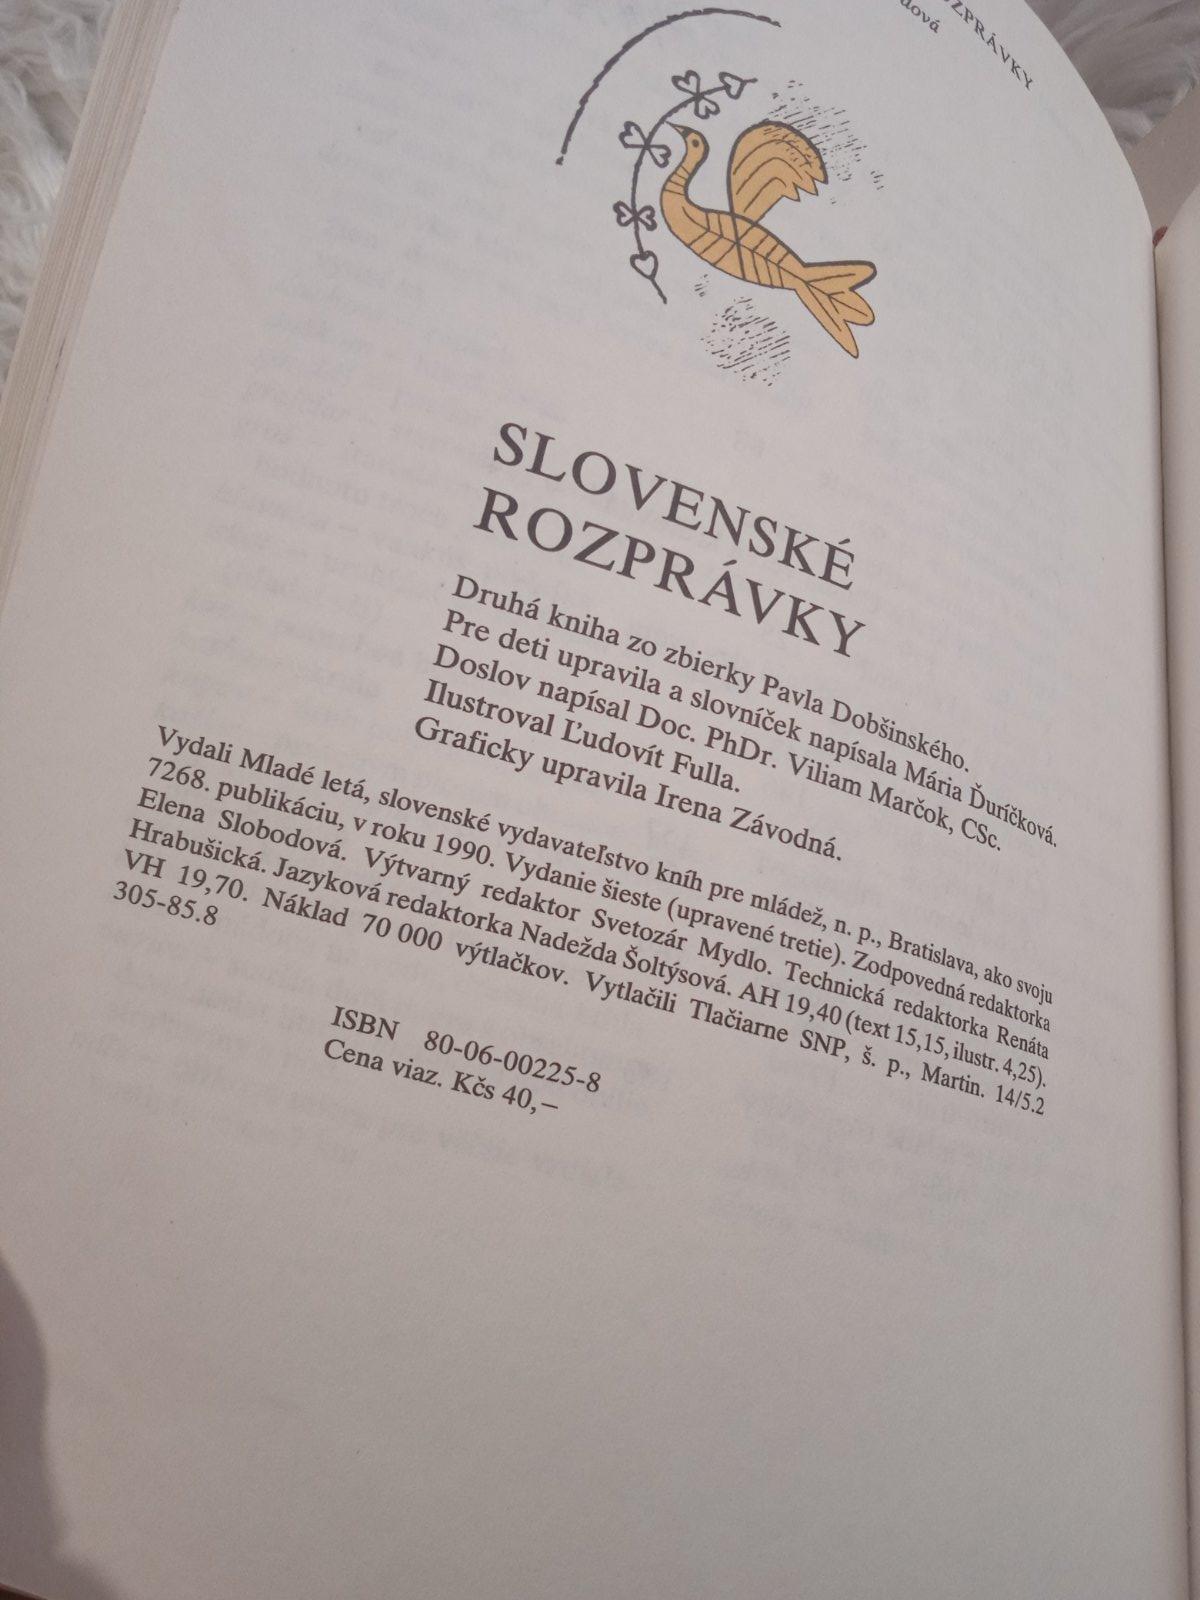 ROZPRÁVKY
SLOVENSKÉ
ROZPRÁVKY
Druhá kniha zo zbierky Pavla Dobšinského.
Pre deti upravila a slovníček napísala Mária Ďuríčková.
Doslov napísal Doc. PhDr. Viliam Marčok, CSc.
Ilustroval Ľudovít Fulla.
Graficky upravila Irena Závodná.
Vydali Mladé letá, slovenské vydavateľstvo kníh pre mládež, n. p., Bratislava, ako svoju
7268. publikáciu, v roku 1990. Vydanie šieste (upravené tretie). Zodpovedná redaktorka
Elena Slobodová. Výtvarný redaktor Svetozár Mydlo. Technická redaktorka Renáta
Hrabušická. Jazyková redaktorka Nadežda Šoltýsová. AH 19,40 (text 15,15, ilustr. 4,25).
VH 19,70. Náklad 70 000 výtlačkov. Vytlačili Tlačiarne SNP, š. p., Martin. 14/5.2
305-85.8
ISBN 80-06-00225-8
Cena viaz. Kčs 40,–